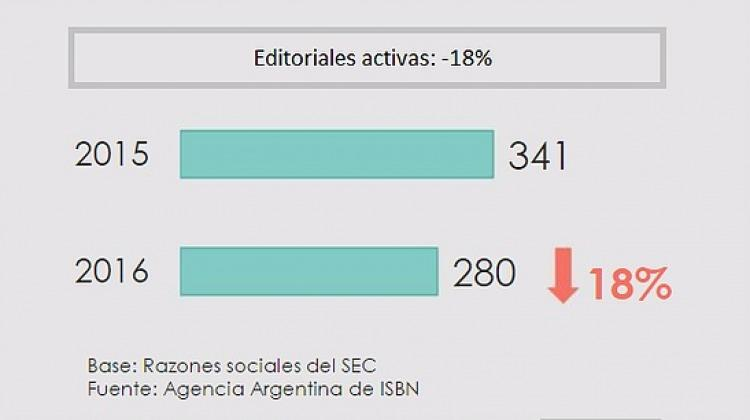 Editoriales activas: -18%
2015 341
2016 280 18%
Base: Razones sociales del SEC
Fuente: Agencia Argentina de ISBN